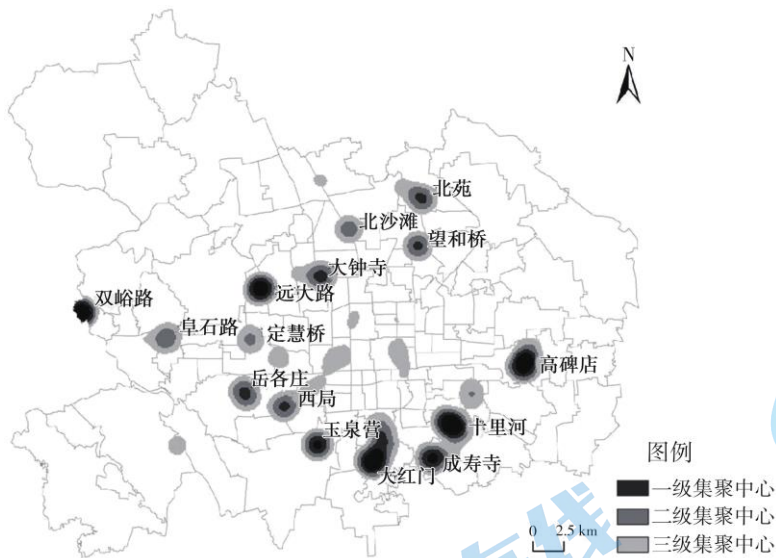 N
北苑
北沙滩
望和桥
大钟寺
远大路
双峪路
阜石路
定慧桥
高碑店
岳各庄
西局
十里河
玉泉营
成寿寺
大红门
图例
一级集聚中心
二级集聚中心
三级集聚中心
0 2.5 km